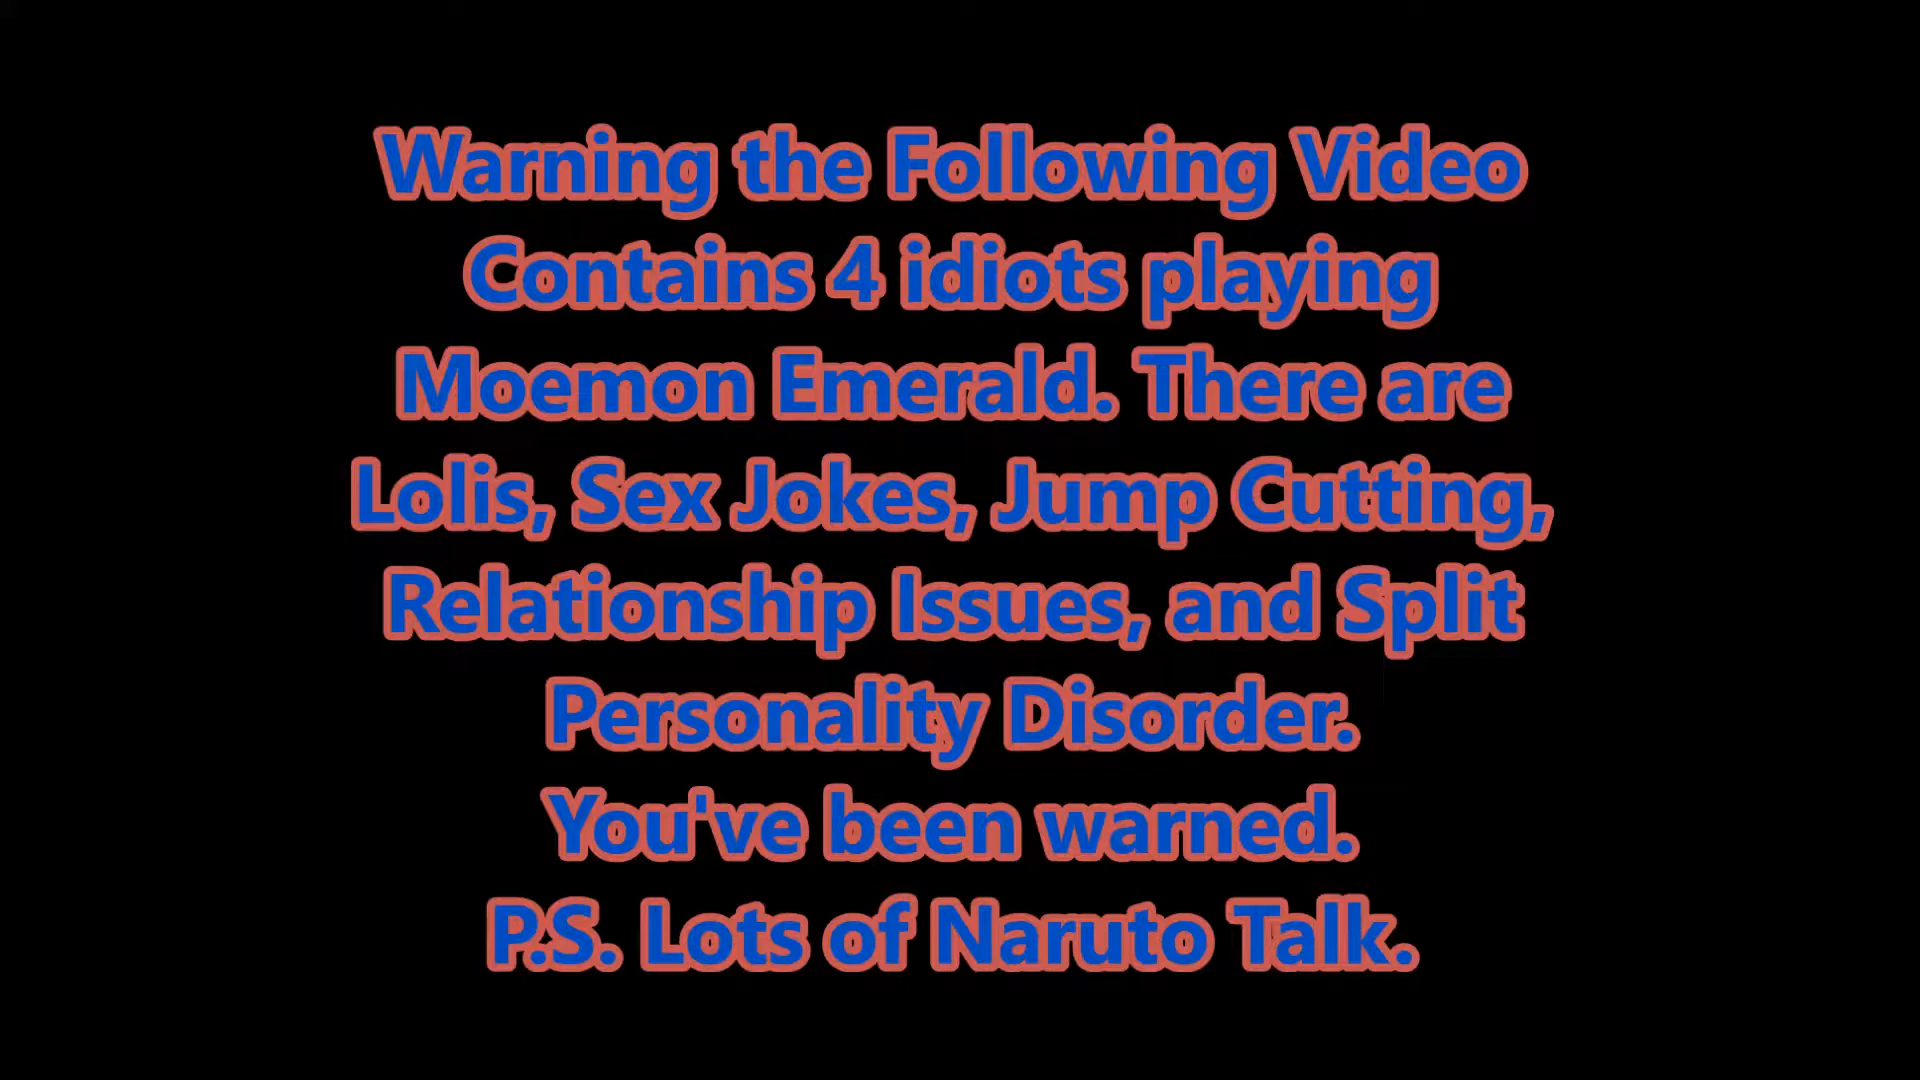 Warning the Following Video
Contains 4 idiots playing
Moemon Emerald. There are
Lolis, Sex Jokes, Jump Cutting,
Relationship Issues, and Split
Personality Disorder.
You've been warned.
P.S. Lots of Naruto Talk.